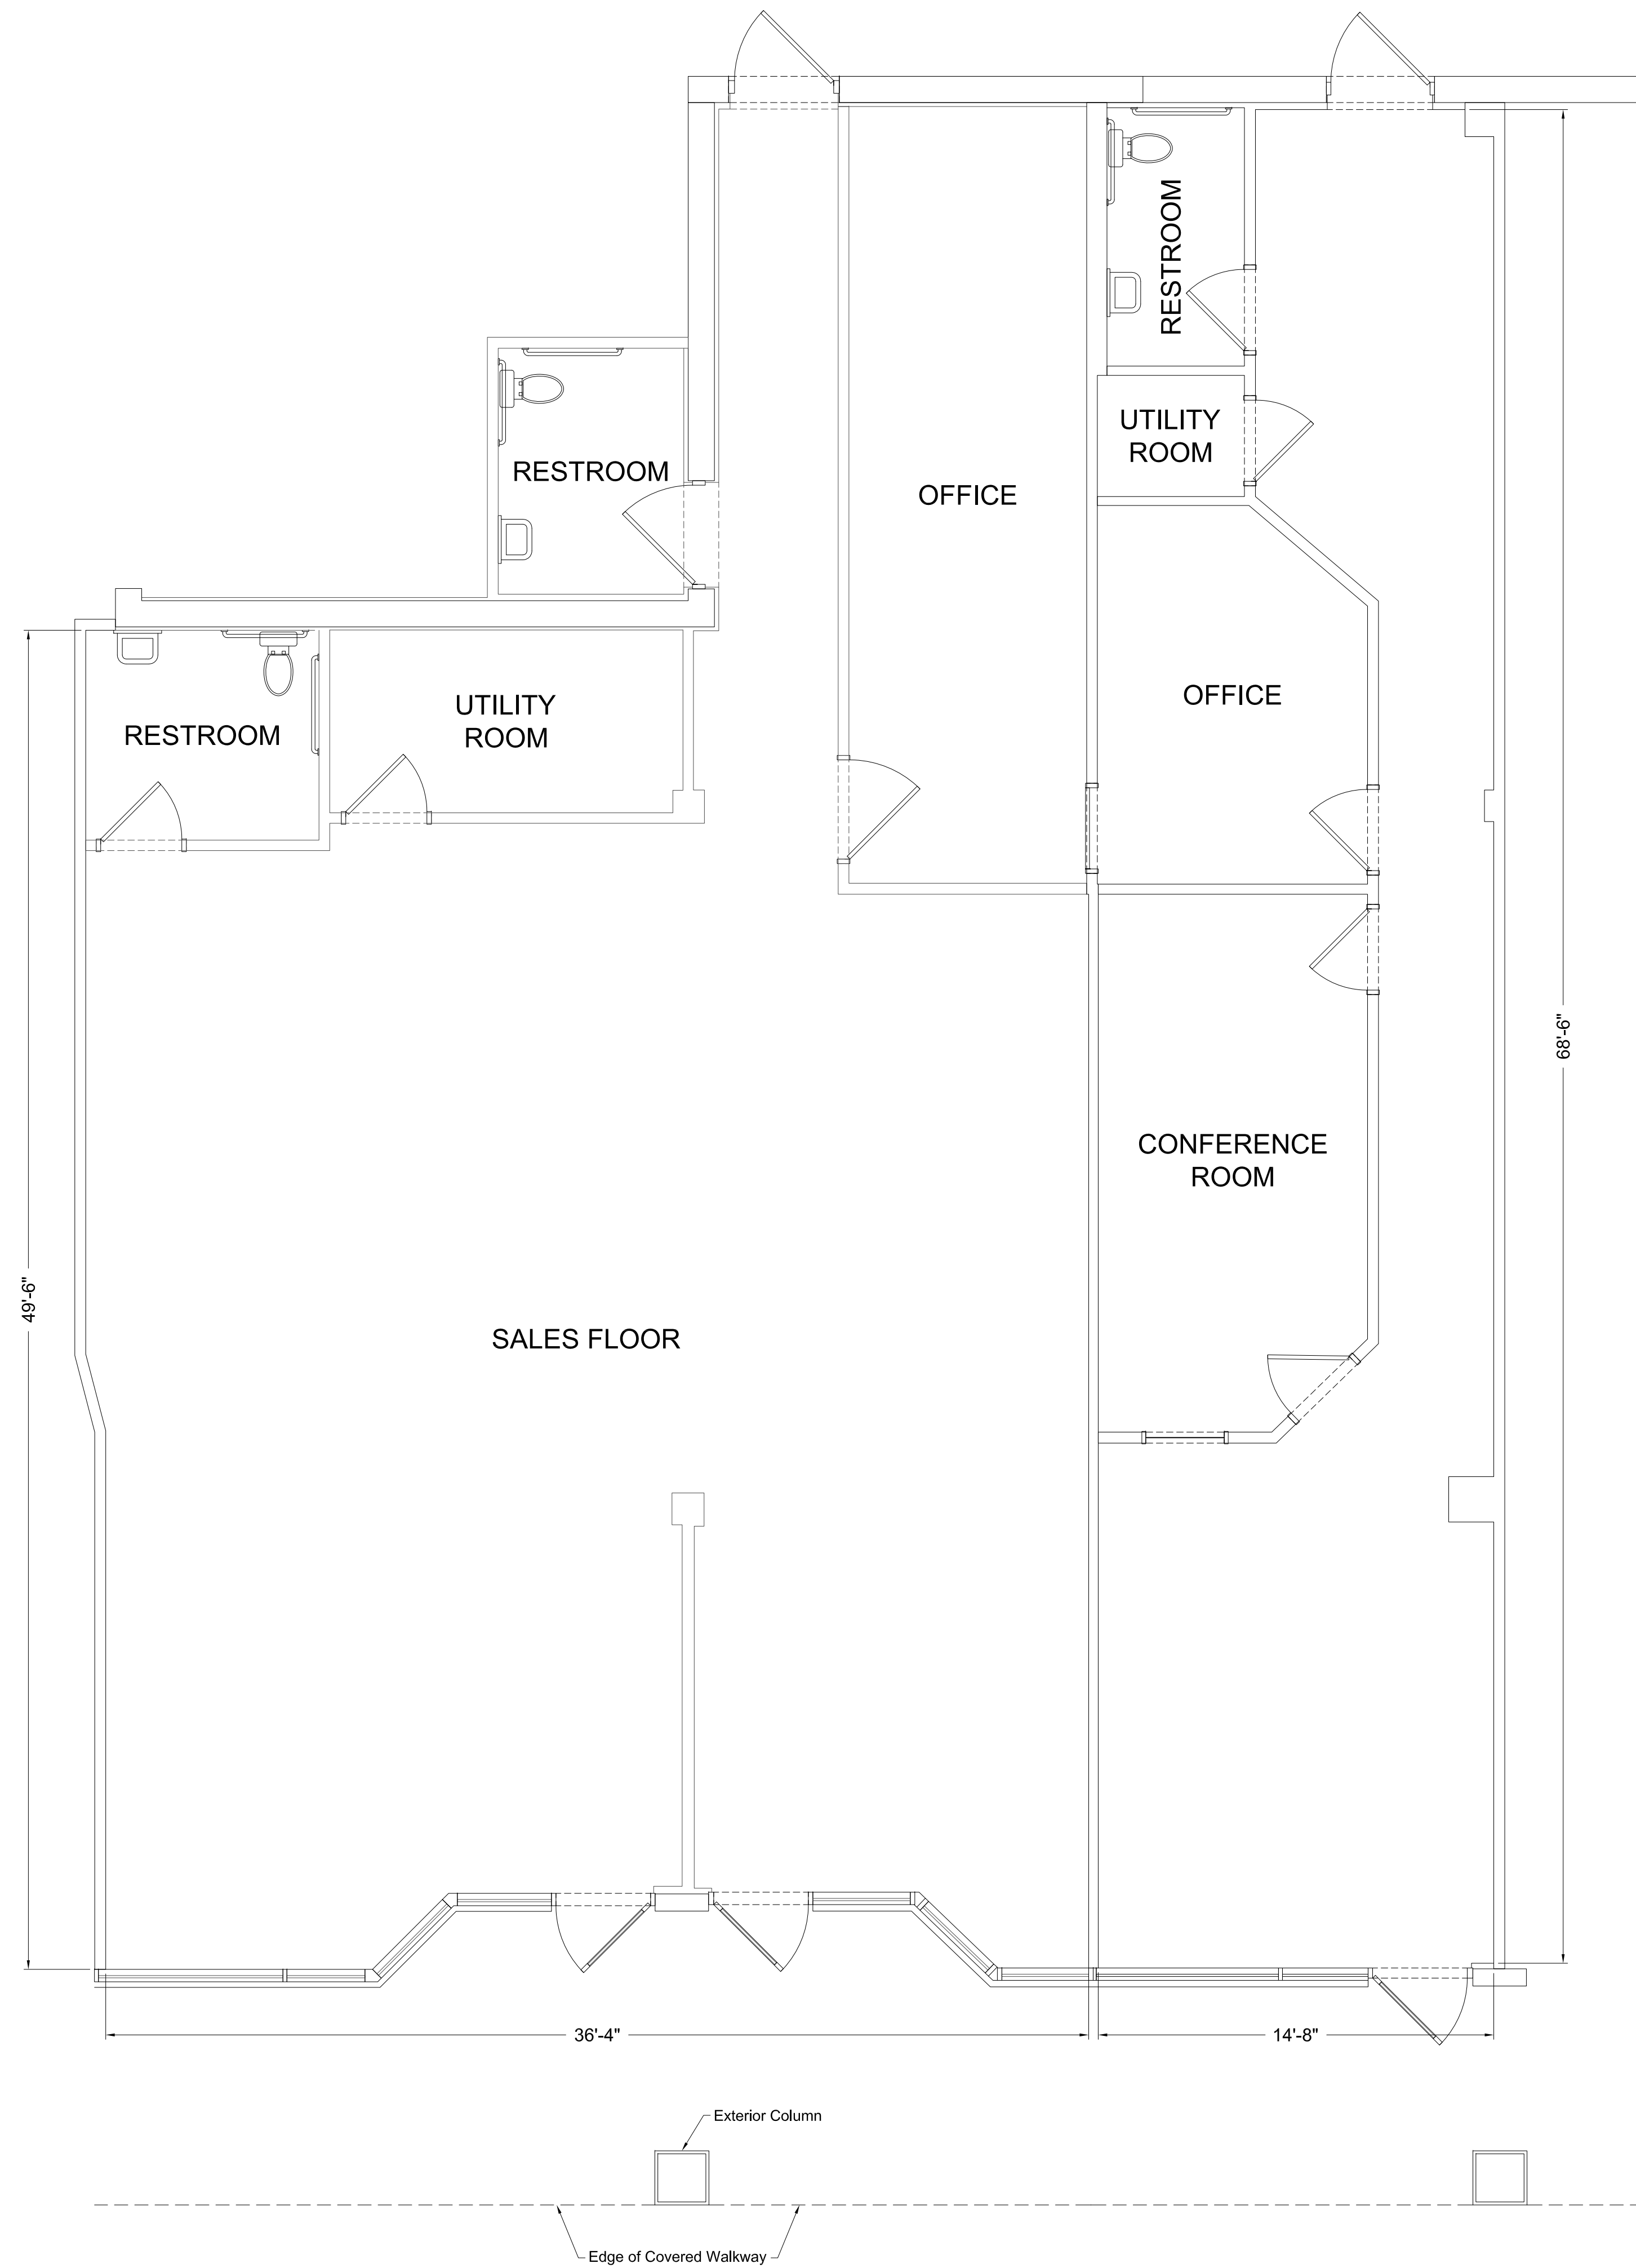 RESTROOM
UTILITY
ROOM
RESTROOM
OFFICE
OFFICE
RESTROOM
UTILITY
ROOM
68'-6"
CONFERENCE
ROOM
49'-6"
SALES FLOOR
36'-4"
14'-8"
Exterior Column
Edge of Covered Walkway